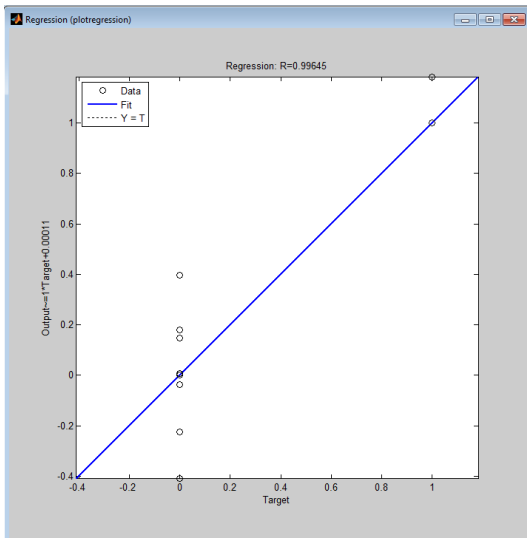 Regression (plotregression)
Regression: R=0.99645
Data
Fit
Y = T
Output~=1*Target+0.00011
1
0.8
0.6
0.4
0.2
0
-0.2
-0.4
-0.4 -0.2 0 0.2 0.4 0.6 0.8 1
Target